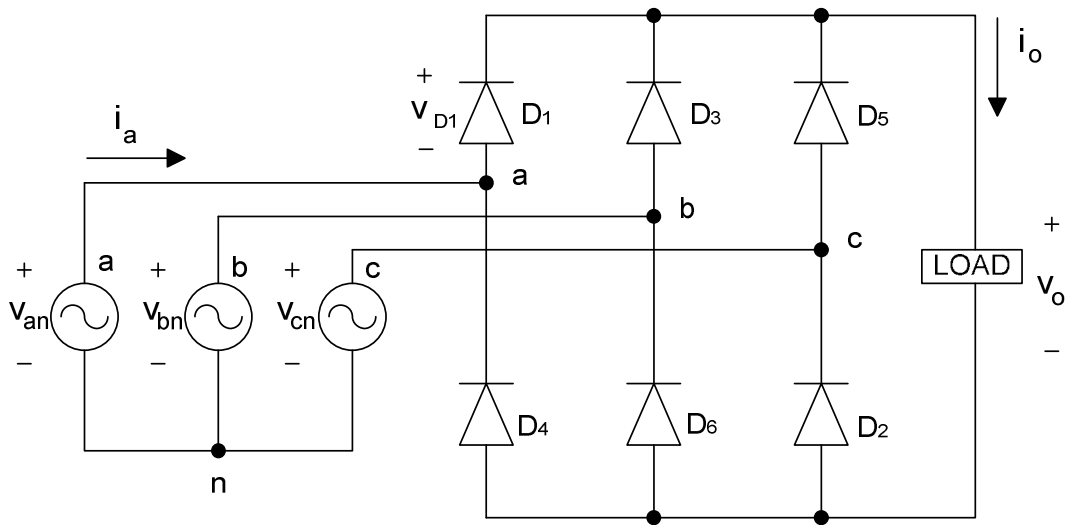 i_o
+
v_D1
−
D1
D3
D5
i_a
a
b
c
+
a
+
b
+
c
LOAD
+
v_an
v_bn
v_cn
v_o
−
−
−
−
D4
D6
D2
n